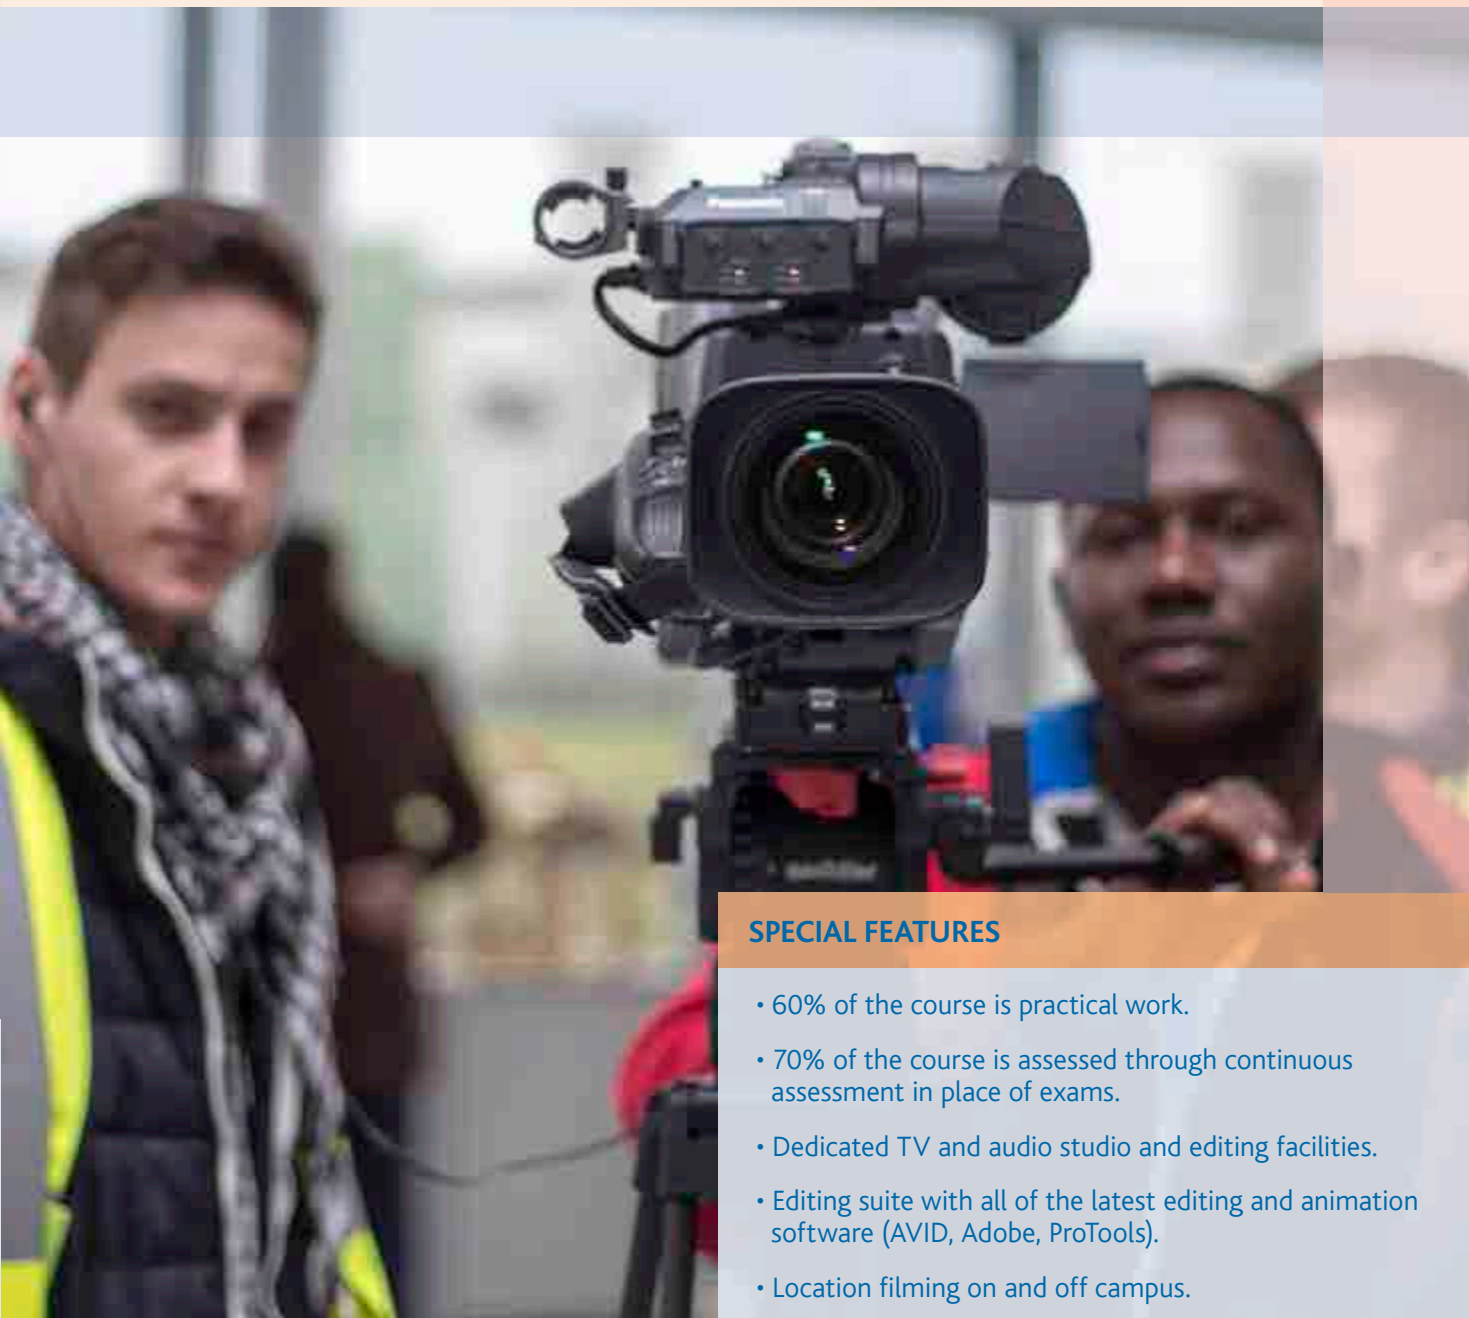 SPECIAL FEATURES
• 60% of the course is practical work.
• 70% of the course is assessed through continuous
assessment in place of exams.
• Dedicated TV and audio studio and editing facilities.
• Editing suite with all of the latest editing and animation
software (AVID, Adobe, ProTools).
• Location filming on and off campus.